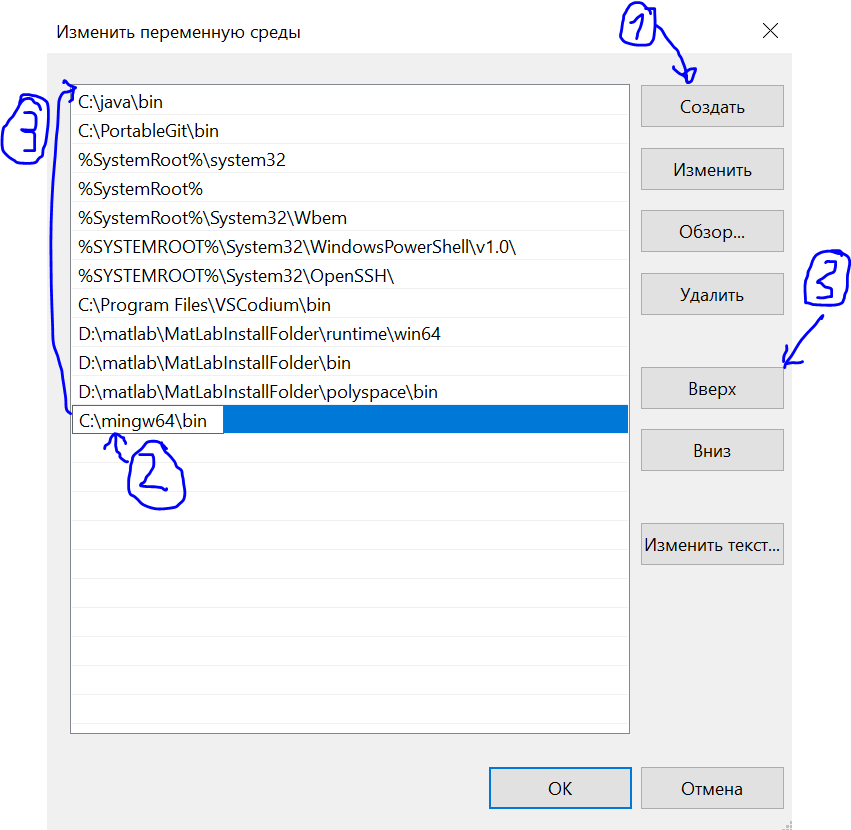 Изменить переменную среды
1
3
C:\java\bin
C:\PortableGit\bin
%SystemRoot%\system32
%SystemRoot%
%SystemRoot%\System32\Wbem
%SYSTEMROOT%\System32\WindowsPowerShell\v1.0\
%SYSTEMROOT%\System32\OpenSSH\
C:\Program Files\VSCodium\bin
D:\matlab\MatLabInstallFolder\runtime\win64
D:\matlab\MatLabInstallFolder\bin
D:\matlab\MatLabInstallFolder\polyspace\bin
C:\mingw64\bin
2
Создать
Изменить
Обзор...
Удалить
3
Вверх
Вниз
Изменить текст...
ОК
Отмена